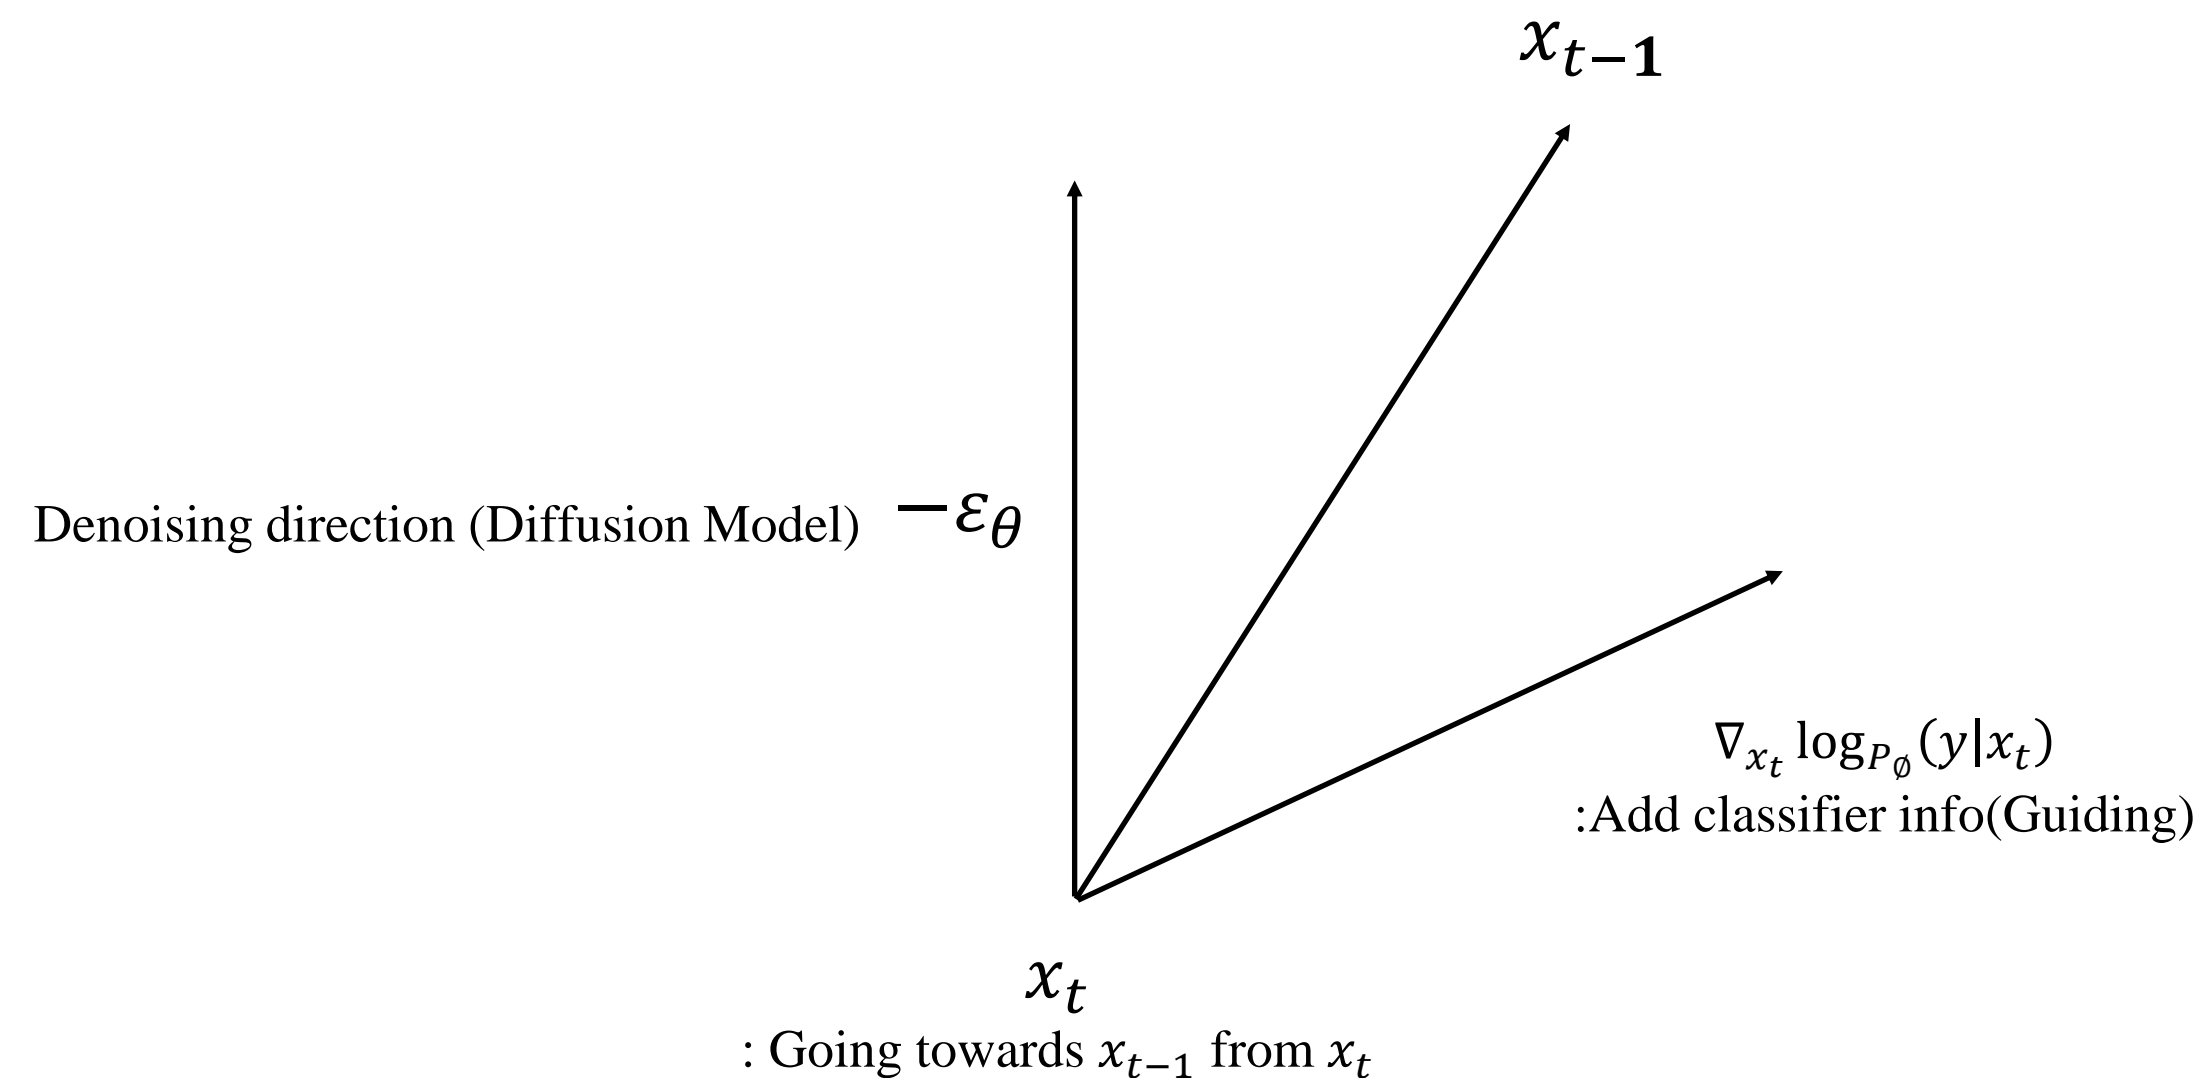 x_{t-1}
Denoising direction (Diffusion Model) −ε_θ
∇_{x_t} log_{P_∅}(y|x_t)
:Add classifier info(Guiding)
x_t
: Going towards x_{t−1} from x_t